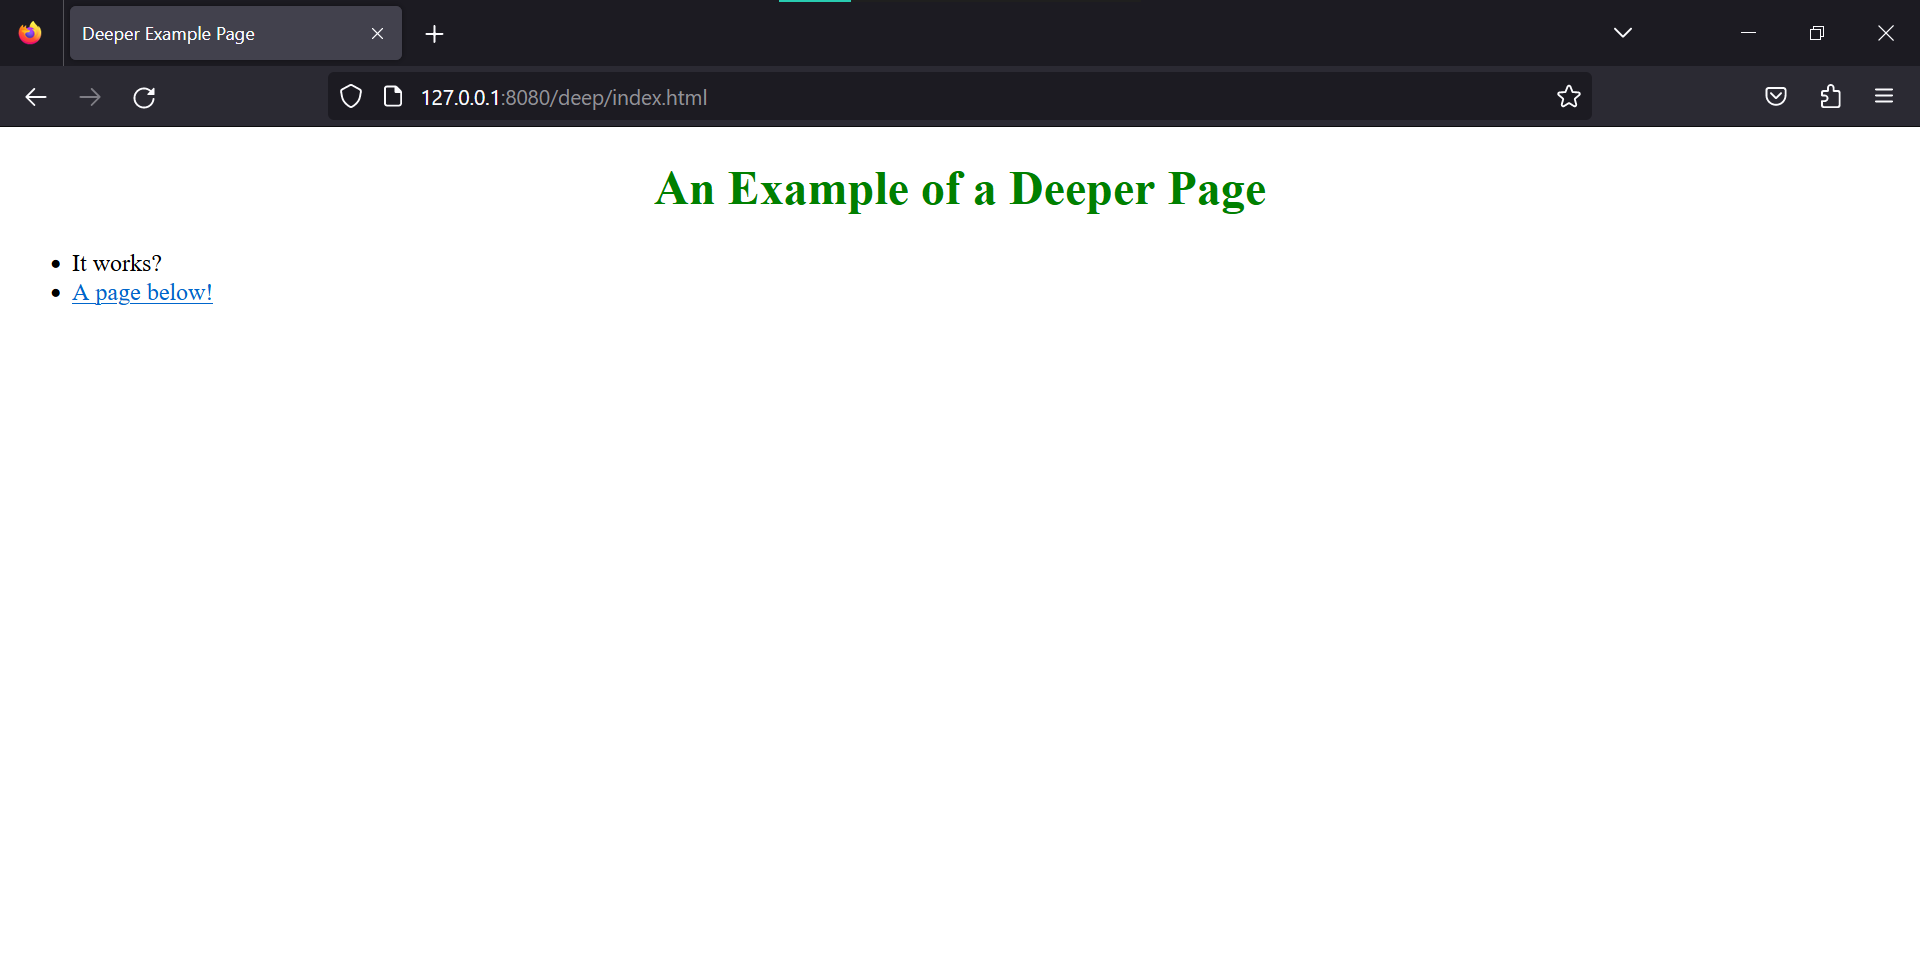 Deeper Example Page
127.0.0.1:8080/deep/index.html
An Example of a Deeper Page
• It works?
• A page below!